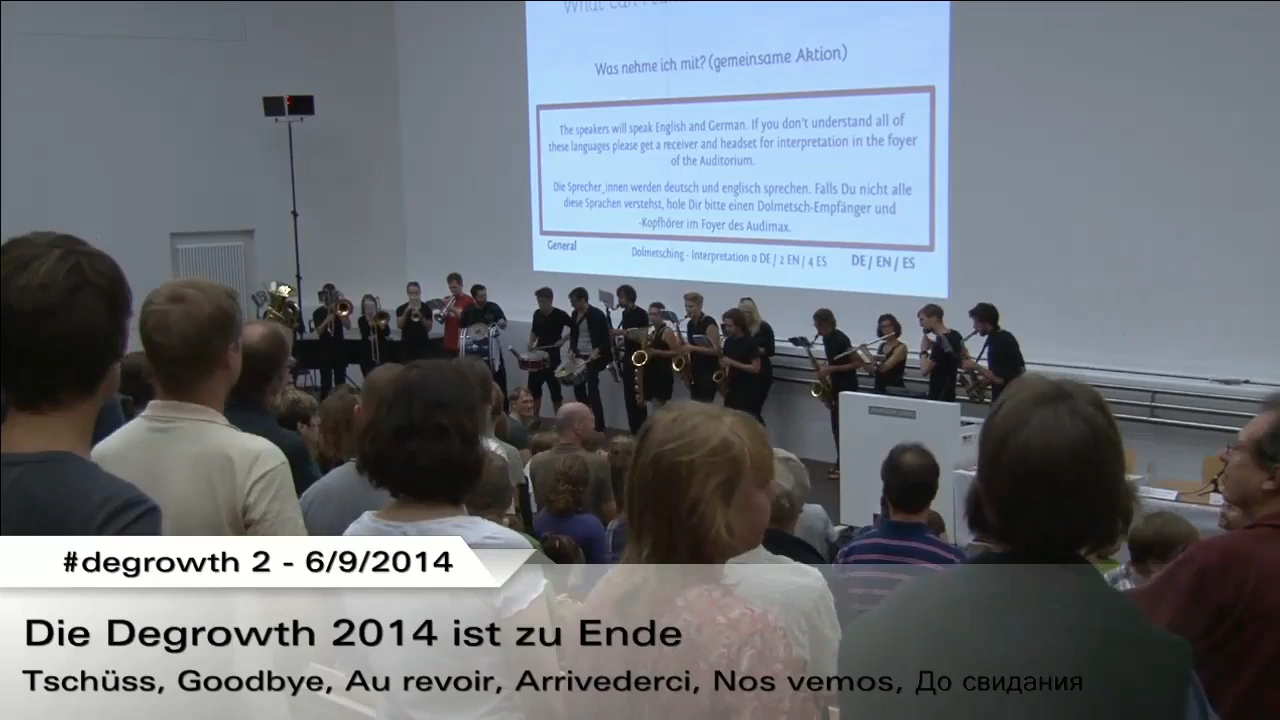 What can I
Was nehme ich mit? (gemeinsame Aktion)
The speakers will speak English and German. If you don't understand all of
these languages please get a receiver and headset for interpretation in the foyer
of the Auditorium.
Die Sprecher_innen werden deutsch und englisch sprechen. Falls Du nicht alle
diese Sprachen verstehst, hole Dir bitte einen Dolmetsch-Empfänger und
-Kopfhörer im Foyer des Audimax.
General
Dolmetsching - Interpretation 0 DE / 2 EN / 4 ES
DE / EN / ES
#degrowth 2 - 6/9/2014
Die Degrowth 2014 ist zu Ende
Tschüss, Goodbye, Au revoir, Arrivederci, Nos vemos, До свидания